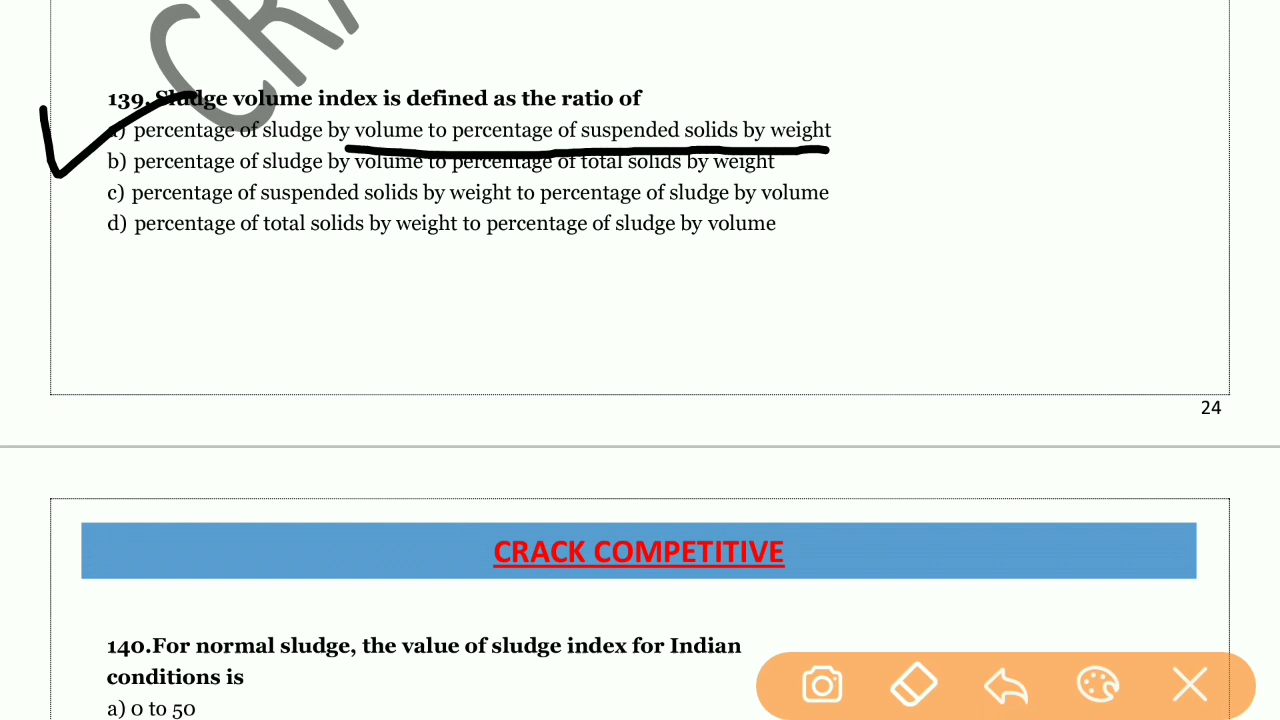 CRA
139. Sludge volume index is defined as the ratio of
a) percentage of sludge by volume to percentage of suspended solids by weight
b) percentage of sludge by volume to percentage of total solids by weight
c) percentage of suspended solids by weight to percentage of sludge by volume
d) percentage of total solids by weight to percentage of sludge by volume
24
CRACK COMPETITIVE
140.For normal sludge, the value of sludge index for Indian
conditions is
a) 0 to 50